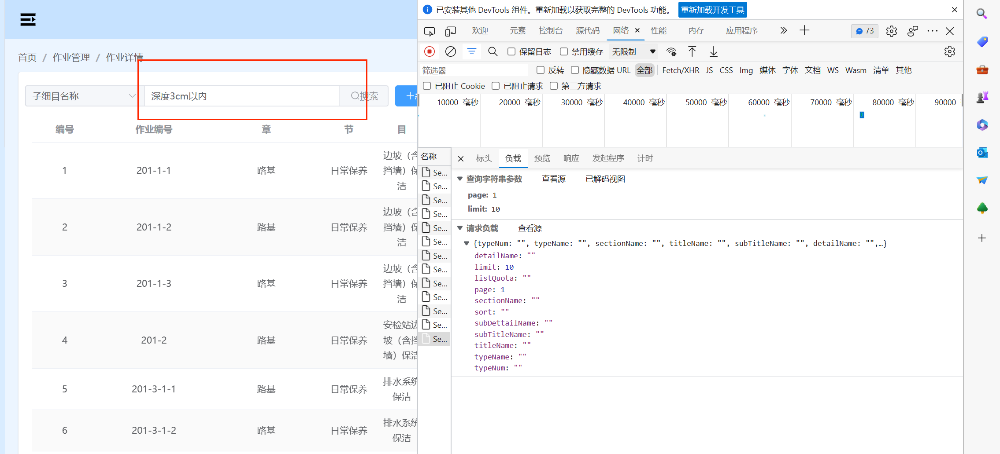 首页 / 作业管理 / 作业详情
子细目名称
深度3cm以内
搜索
编号 作业编号 章 节 目
1 201-1-1 路基 日常保养 边坡（含挡墙）保洁
2 201-1-2 路基 日常保养 边坡（含挡墙）保洁
3 201-1-3 路基 日常保养 边坡（含挡墙）保洁
4 201-2 路基 日常保养 安检站边坡（含挡墙）保洁
5 201-3-1-1 路基 日常保养 排水系统保洁
6 201-3-1-2 路基 日常保养 排水系统保洁
已安装其他 DevTools 组件。重新加载以获取完整的 DevTools 功能。 重新加载开发工具
欢迎 元素 控制台 源代码 网络 性能 内存 应用程序 73
保留日志 禁用缓存 无限制
筛选器 反转 隐藏数据 URL 全部 Fetch/XHR JS CSS Img 媒体 字体 文档 WS Wasm 清单 其他
已阻止 Cookie 已阻止请求 第三方请求
10000 毫秒 20000 毫秒 30000 毫秒 40000 毫秒 50000 毫秒 60000 毫秒 70000 毫秒 80000 毫秒 90000
名称
Se...
Se...
Se...
Se...
Se...
Se...
Se...
Se...
Se...
Se...
Se...
Se...
Se...
标头 负载 预览 响应 发起程序 计时
查询字符串参数 查看源 已解码视图
page: 1
limit: 10
请求负载 查看源
{typeNum: "", typeName: "", sectionName: "", titleName: "", subTitleName: "", detailName: "",…}
detailName: ""
limit: 10
listQuota: ""
page: 1
sectionName: ""
sort: ""
subDettailName: ""
subTitleName: ""
titleName: ""
typeName: ""
typeNum: ""